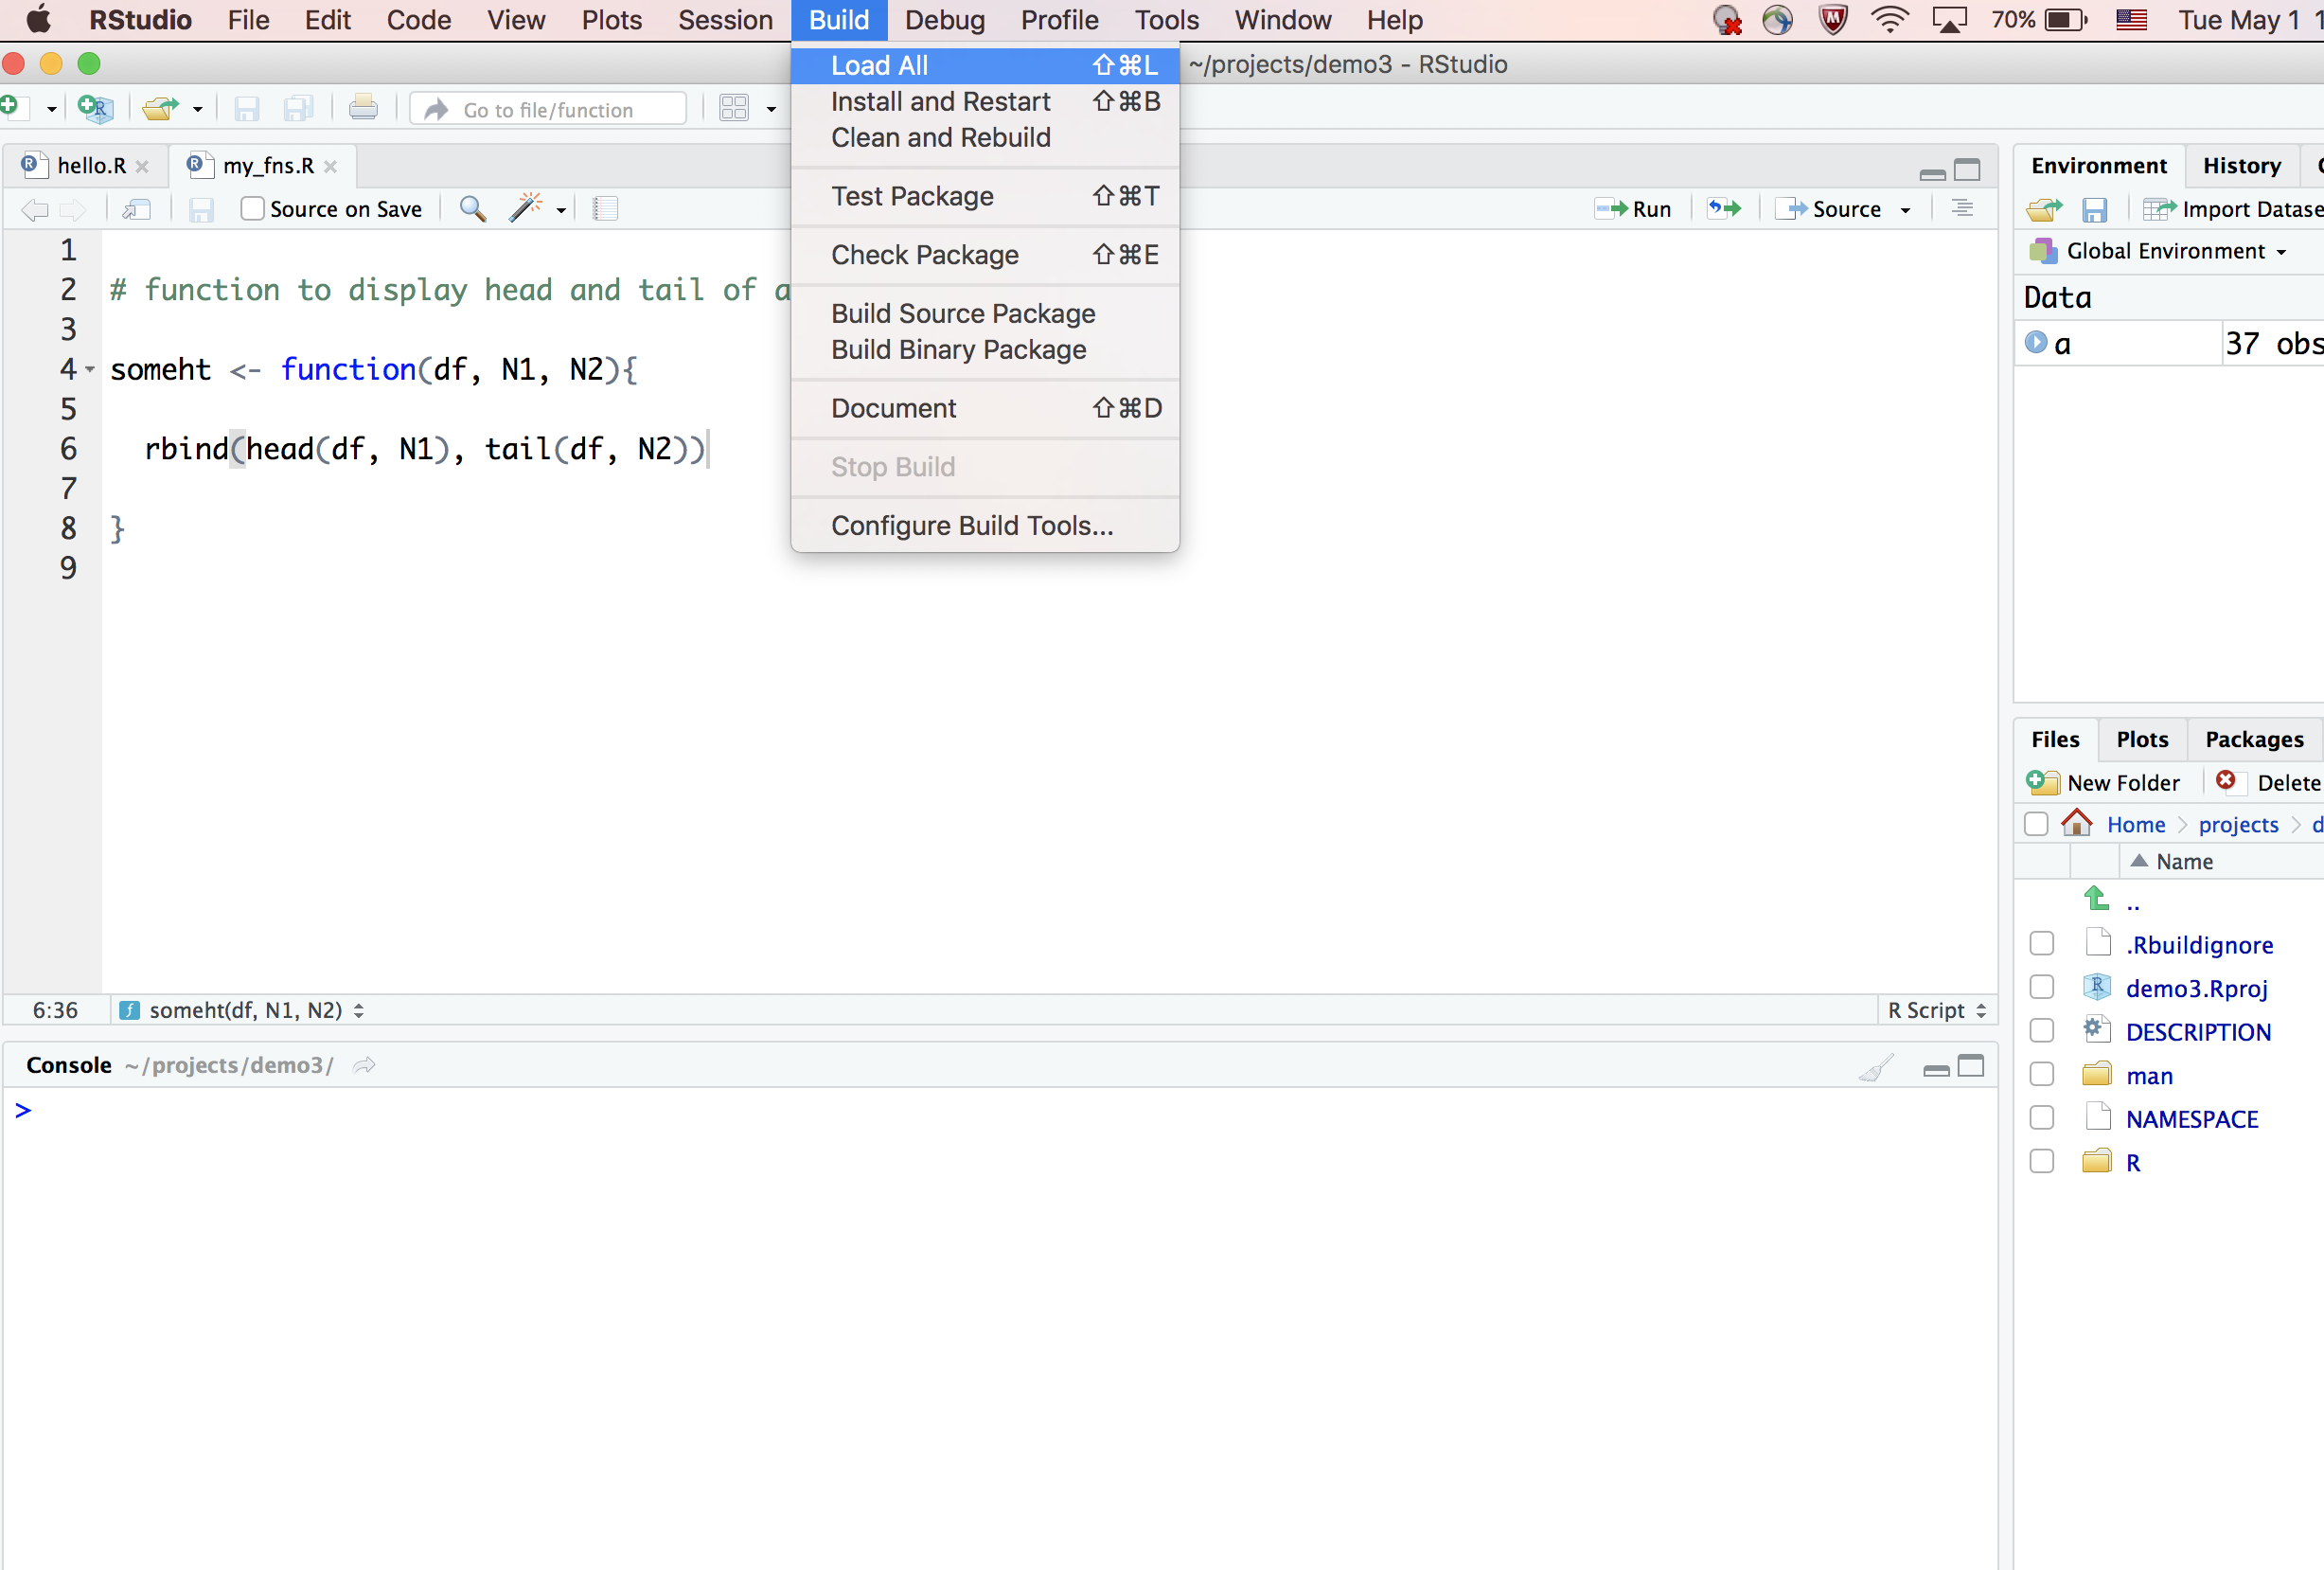 RStudio File Edit Code View Plots Session Build Debug Profile Tools Window Help 70% Tue May 1
~/projects/demo3 - RStudio
Load All ⇧⌘L
Install and Restart ⇧⌘B
Clean and Rebuild
Test Package ⇧⌘T
Check Package ⇧⌘E
Build Source Package
Build Binary Package
Document ⇧⌘D
Stop Build
Configure Build Tools...
Go to file/function
hello.R my_fns.R
Source on Save Run Source
1
2 # function to display head and tail of a
3
4 someht <- function(df, N1, N2){
5
6 rbind(head(df, N1), tail(df, N2))
7
8 }
9
6:36 someht(df, N1, N2) R Script
Console ~/projects/demo3/
>
Environment History
Import Datase
Global Environment
Data
a 37 obs
Files Plots Packages
New Folder Delete
Home projects d
Name
..
.Rbuildignore
demo3.Rproj
DESCRIPTION
man
NAMESPACE
R